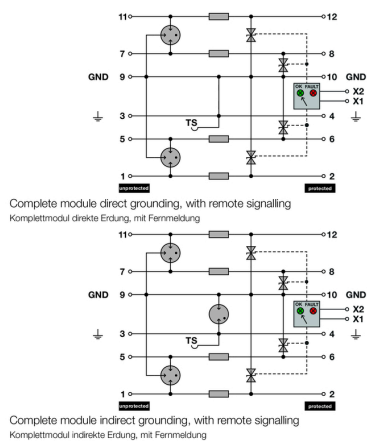 11 12
7 8
GND 9 10 GND
OK FAULT
X2
X1
3 4
TS
5 6
1 2
unprotected protected
Complete module direct grounding, with remote signalling
Komplettmodul direkte Erdung, mit Fernmeldung
11 12
7 8
GND 9 10 GND
OK FAULT
X2
X1
3 4
TS
5 6
1 2
unprotected protected
Complete module indirect grounding, with remote signalling
Komplettmodul indirekte Erdung, mit Fernmeldung